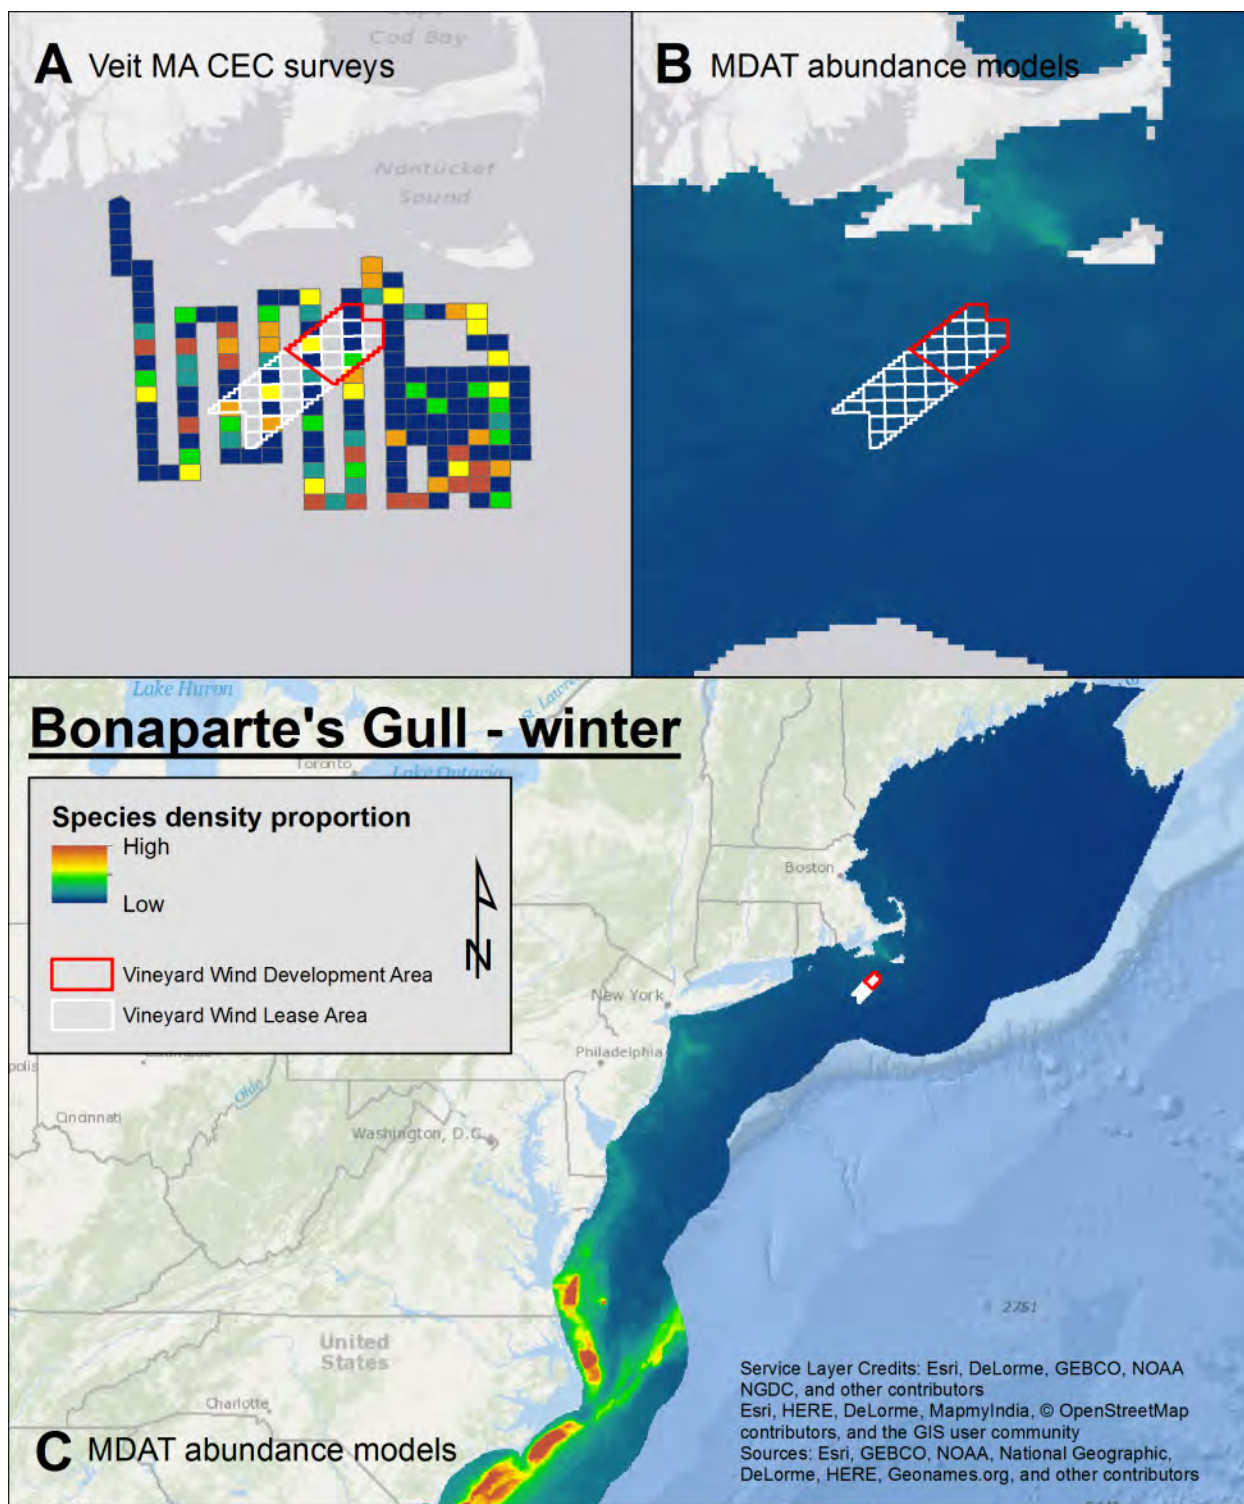 A Veit MA CEC surveys
Cod Bay
Nantucket
Sound
B MDAT abundance models
Lake Huron
St. Lawre
Bonaparte's Gull - winter
Toronto
Lake Ontario
Species density proportion
High
Low
N
Vineyard Wind Development Area
Vineyard Wind Lease Area
Boston
New York
Philadelphia
polis
Ohio
Cincinnati
Washington, D.C.
2751
United
States
Charlotte
Service Layer Credits: Esri, DeLorme, GEBCO, NOAA
NGDC, and other contributors
Esri, HERE, DeLorme, MapmyIndia, © OpenStreetMap
contributors, and the GIS user community
Sources: Esri, GEBCO, NOAA, National Geographic,
DeLorme, HERE, Geonames.org, and other contributors
C MDAT abundance models